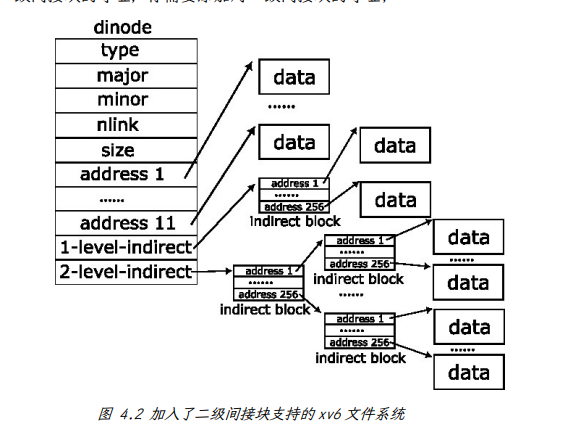 dinode
type
major
minor
nlink
size
address 1
......
address 11
1-level-indirect
2-level-indirect
data
......
data
address 1
......
address 256
indirect block
data
data
address 1
......
address 256
indirect block
address 1
......
address 256
indirect block
......
address 1
......
address 256
indirect block
data
......
data
data
......
data
图 4.2 加入了二级间接块支持的 xv6 文件系统